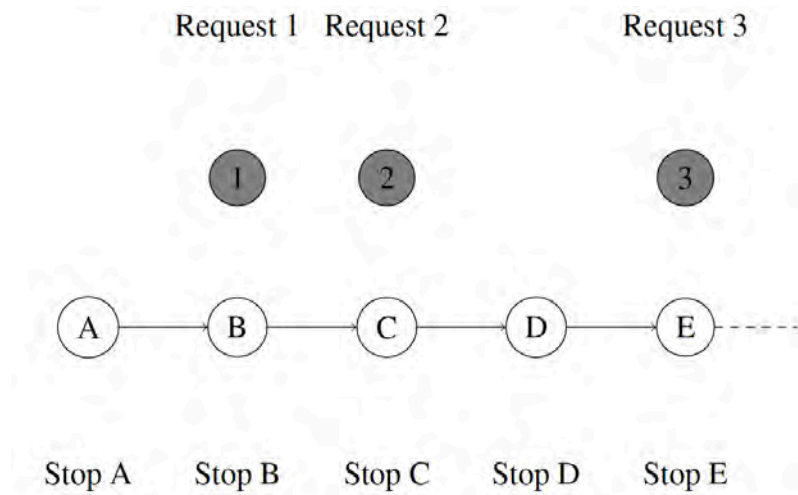 Request 1 Request 2 Request 3
1 2 3
A B C D E
Stop A Stop B Stop C Stop D Stop E